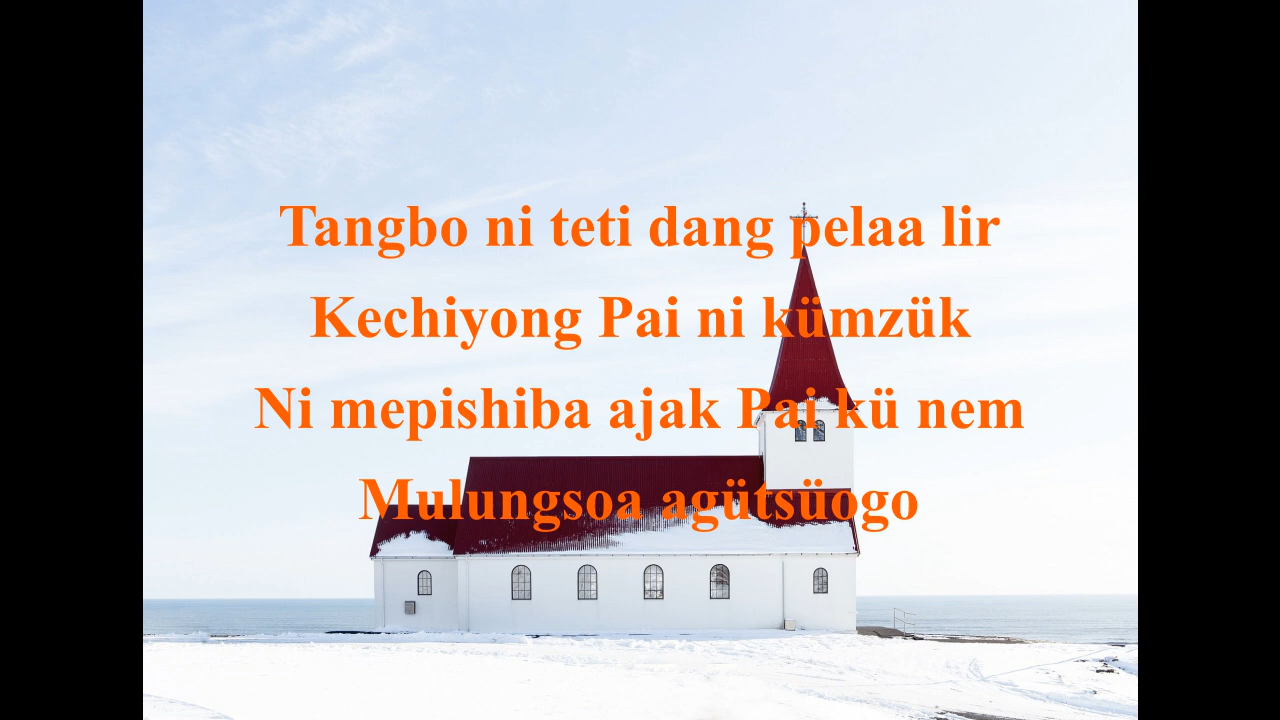 Tangbo ni teti dang pelaa lir
Kechiyong Pai ni kümzük
Ni mepishiba ajak Pai kü nem
Mulungsoa agütsüogo